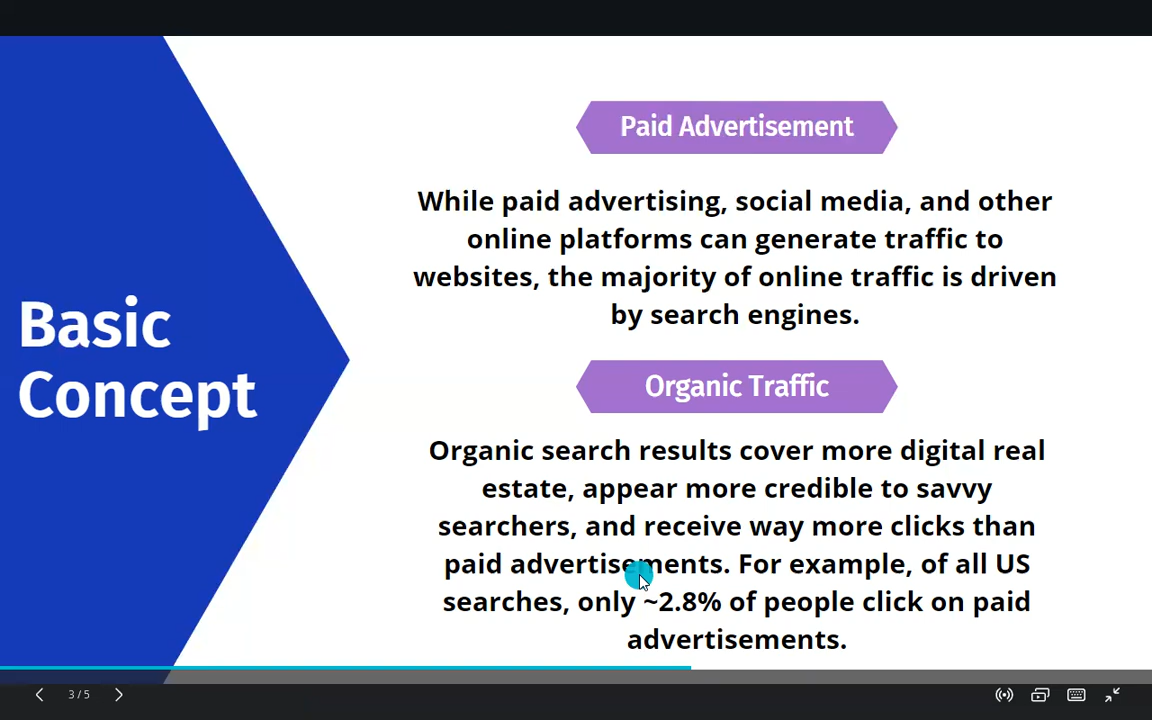 Basic
Concept
Paid Advertisement
While paid advertising, social media, and other
online platforms can generate traffic to
websites, the majority of online traffic is driven
by search engines.
Organic Traffic
Organic search results cover more digital real
estate, appear more credible to savvy
searchers, and receive way more clicks than
paid advertisements. For example, of all US
searches, only ~2.8% of people click on paid
advertisements.
3 / 5